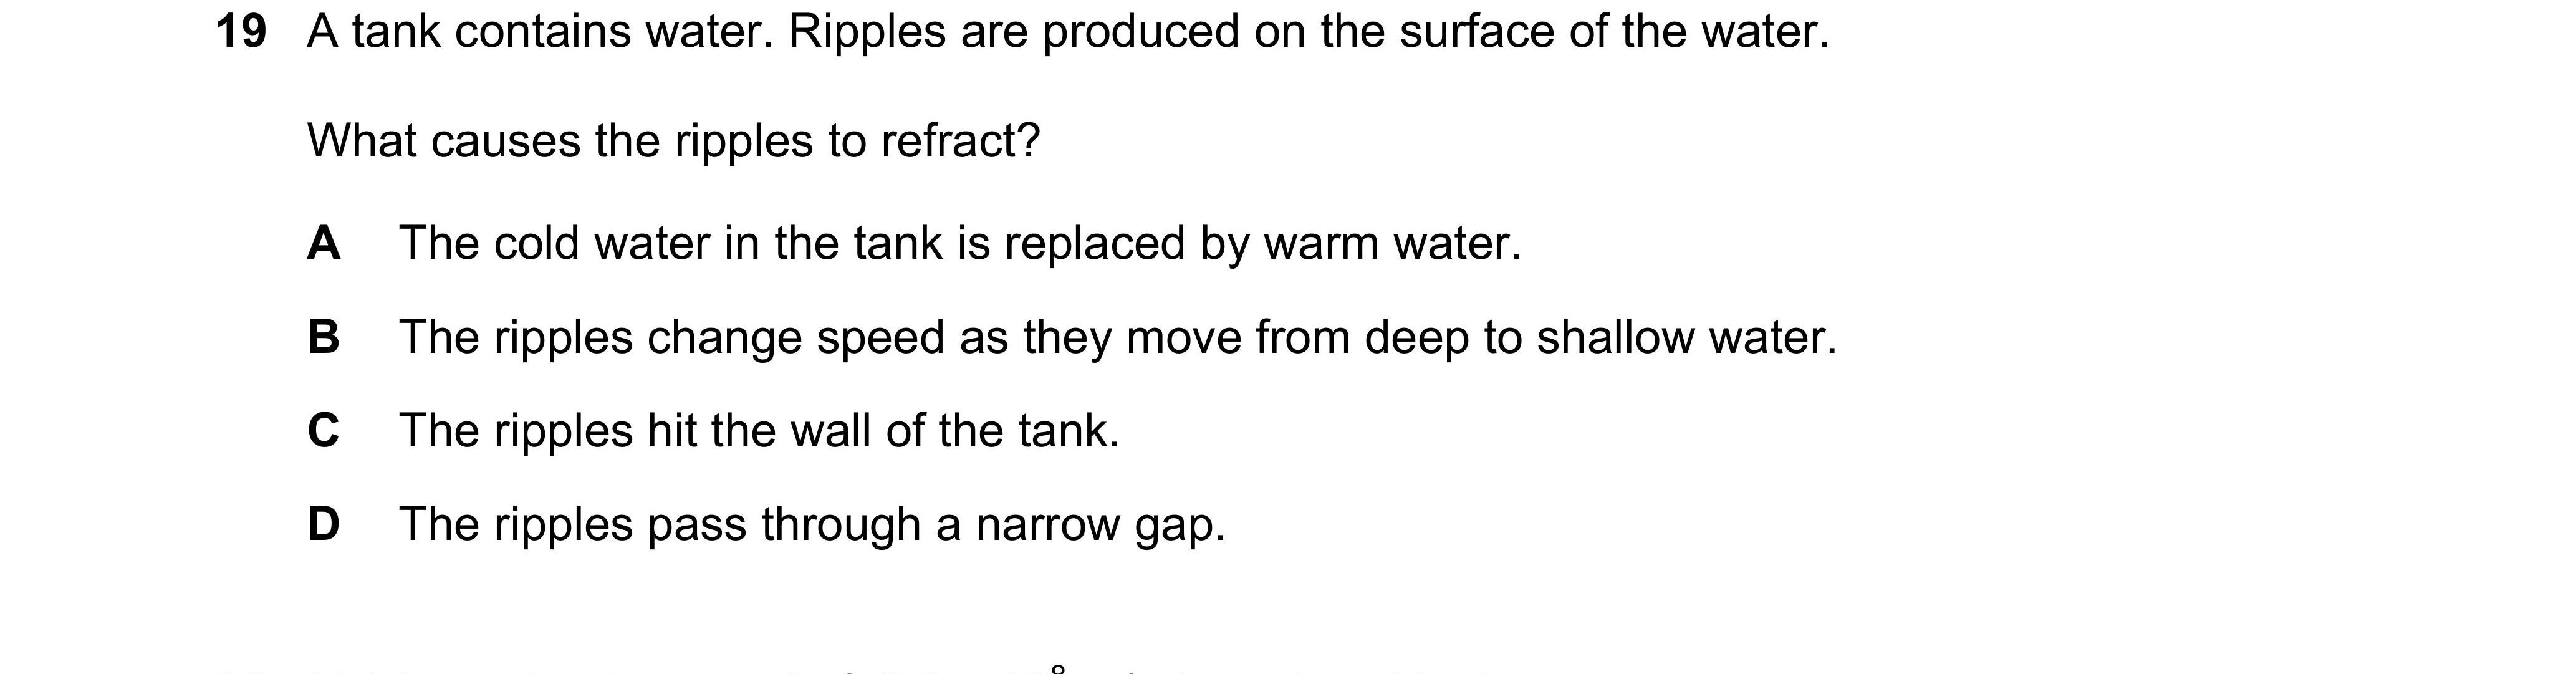 19 A tank contains water. Ripples are produced on the surface of the water.
What causes the ripples to refract?
A The cold water in the tank is replaced by warm water.
B The ripples change speed as they move from deep to shallow water.
C The ripples hit the wall of the tank.
D The ripples pass through a narrow gap.